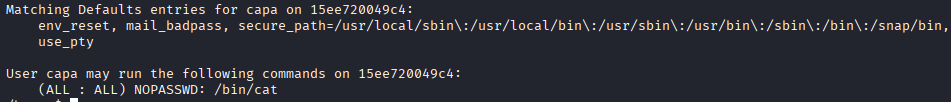 Matching Defaults entries for capa on 15ee720049c4:
env_reset, mail_badpass, secure_path=/usr/local/sbin\:/usr/local/bin\:/usr/sbin\:/usr/bin\:/sbin\:/bin\:/snap/bin,
use_pty
User capa may run the following commands on 15ee720049c4:
(ALL : ALL) NOPASSWD: /bin/cat